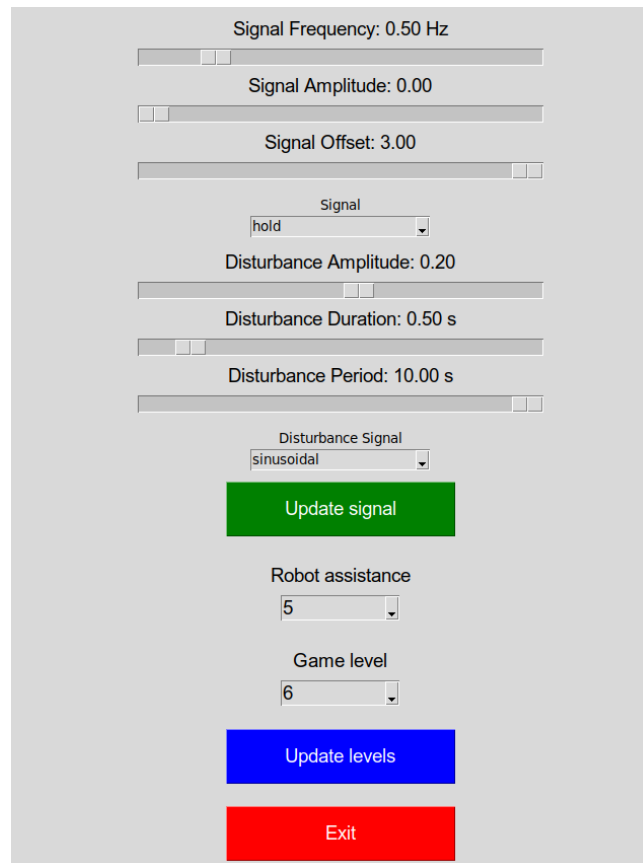 Signal Frequency: 0.50 Hz
Signal Amplitude: 0.00
Signal Offset: 3.00
Signal
hold
Disturbance Amplitude: 0.20
Disturbance Duration: 0.50 s
Disturbance Period: 10.00 s
Disturbance Signal
sinusoidal
Update signal
Robot assistance
5
Game level
6
Update levels
Exit